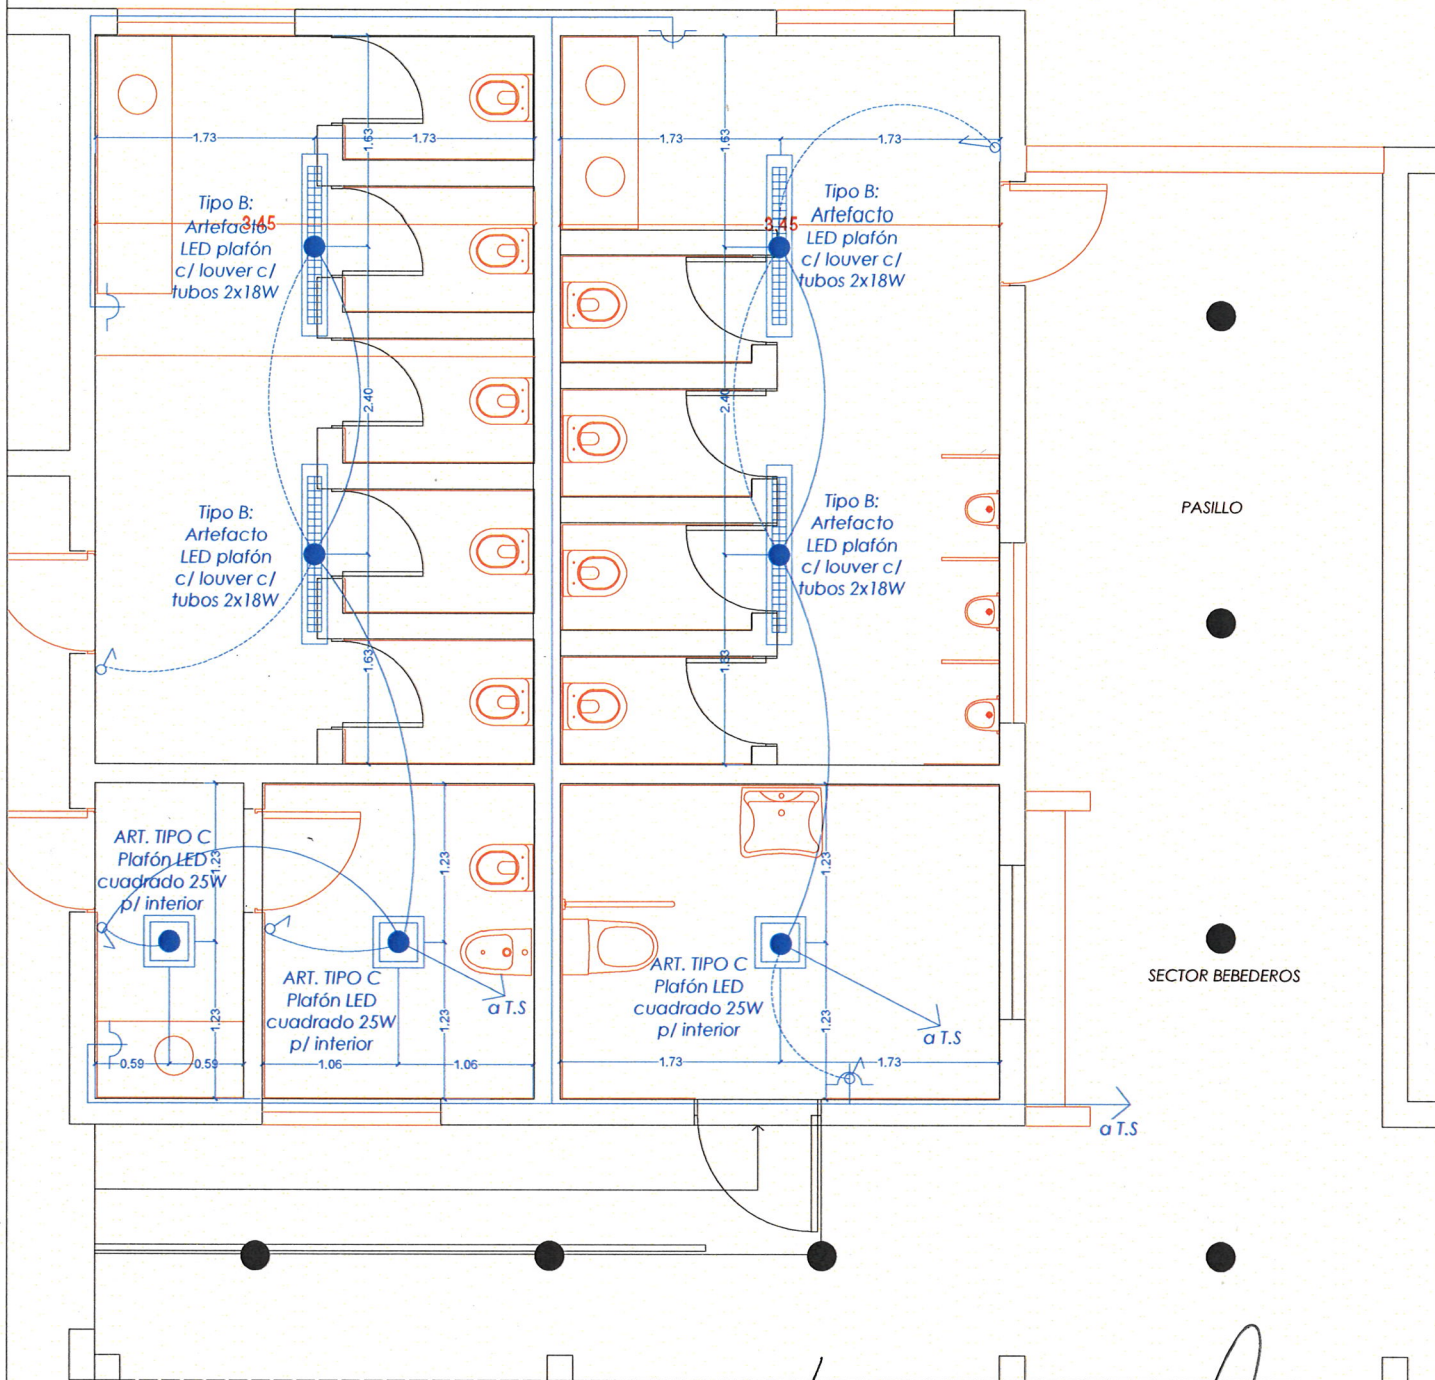 1.73
1.63
1.73
1.73
1.63
1.73
Tipo B:
Artefacto
LED plafón
c/ louver c/
tubos 2x18W
3.45
Tipo B:
Artefacto
LED plafón
c/ louver c/
tubos 2x18W
3.45
2.40
2.40
Tipo B:
Artefacto
LED plafón
c/ louver c/
tubos 2x18W
Tipo B:
Artefacto
LED plafón
c/ louver c/
tubos 2x18W
PASILLO
1.63
1.63
ART. TIPO C
Plafón LED
cuadrado 25W
p/ interior
1.23
1.23
1.23
ART. TIPO C
Plafón LED
cuadrado 25W
p/ interior
a T.S
ART. TIPO C
Plafón LED
cuadrado 25W
p/ interior
a T.S
SECTOR BEBEDEROS
1.23
1.23
1.23
0.59
0.59
1.06
1.06
1.73
1.73
a T.S